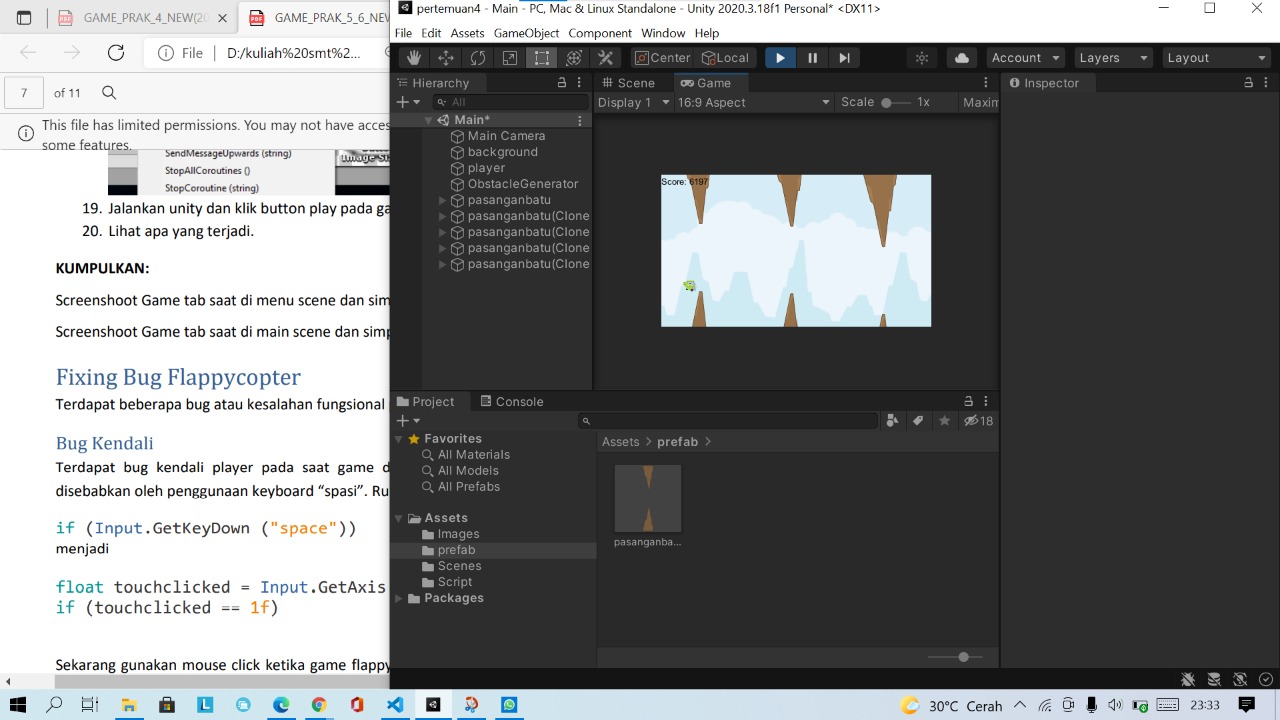 GAME_PRAK_4_NEW(20
GAME_PRAK_5_6_NEW
File
D:/kuliah%20smt%2...
7
of 11
This file has limited permissions. You may not have acces
some features.
SendMessageUpwards (string)
StopAllCoroutines ()
StopCoroutine (string)
19. Jalankan unity dan klik button play pada ga
20. Lihat apa yang terjadi.
KUMPULKAN:
Screenshoot Game tab saat di menu scene dan sim
Screenshoot Game tab saat di main scene dan simp
Fixing Bug Flappycopter
Terdapat beberapa bug atau kesalahan fungsional
Bug Kendali
Terdapat bug kendali player pada saat game d
disebabkan oleh penggunaan keyboard “spasi”. Ru
if (Input.GetKeyDown ("space"))
menjadi
float touchclicked = Input.GetAxis
if (touchclicked == 1f)
Sekarang gunakan mouse click ketika game flappy
pertemuan4 - Main - PC, Mac & Linux Standalone - Unity 2020.3.18f1 Personal* <DX11>
File Edit Assets GameObject Component Window Help
Center Local Account Layers Layout
Hierarchy
All
Main*
Main Camera
background
player
ObstacleGenerator
pasanganbatu
pasanganbatu(Clone
pasanganbatu(Clone
pasanganbatu(Clone
pasanganbatu(Clone
Scene Game
Display 1 16:9 Aspect Scale 1x Maxim
Score: 6197
Inspector
Project Console
18
Favorites
All Materials
All Models
All Prefabs
Assets
Images
prefab
Scenes
Script
Packages
Assets > prefab >
pasanganba...
30°C Cerah
23:33